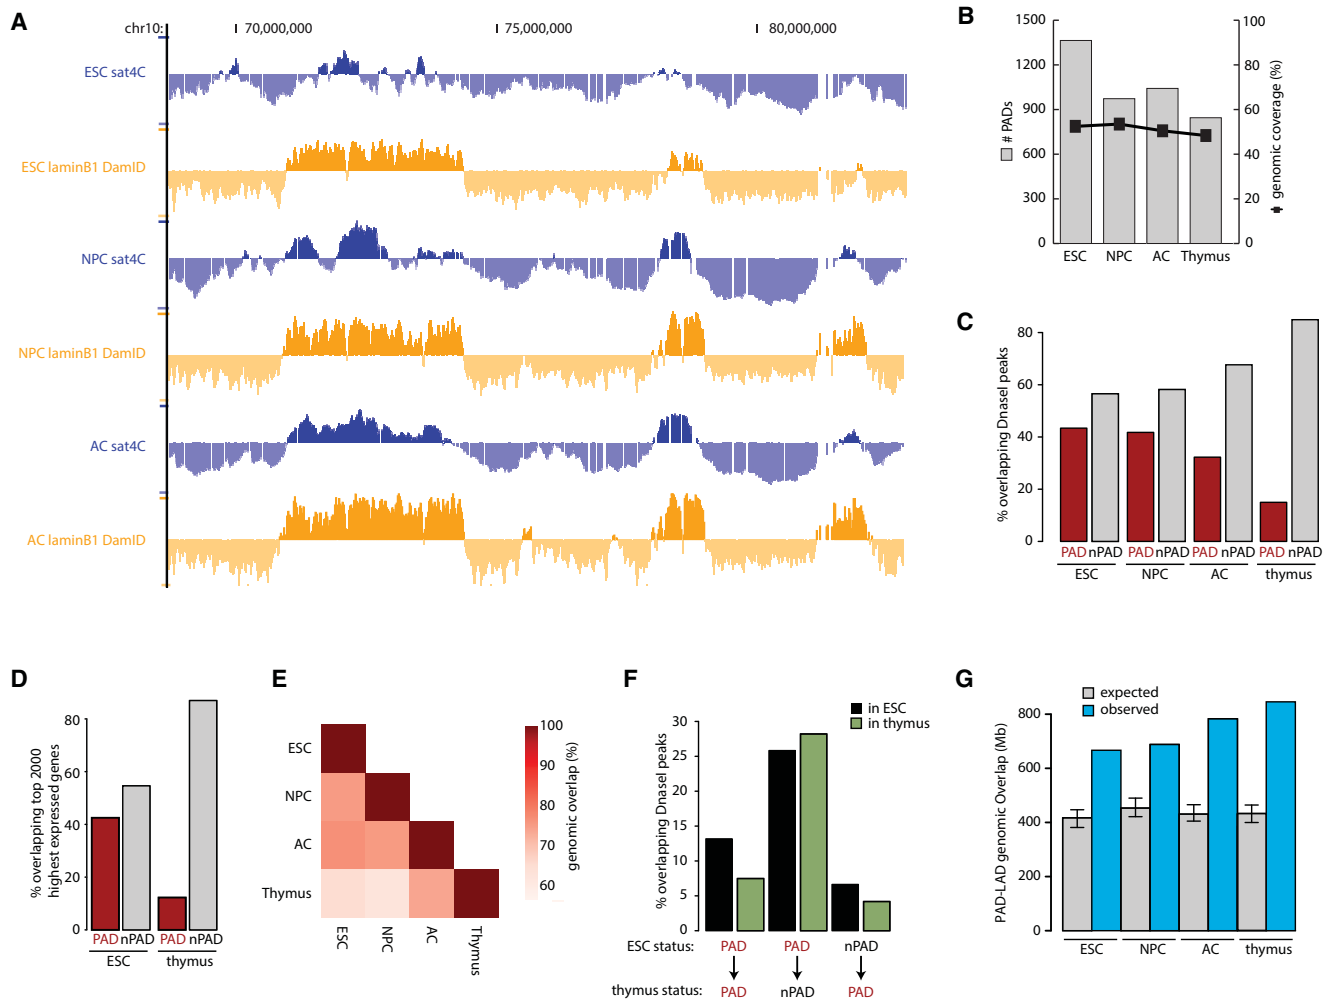 A
chr10:
70,000,000
75,000,000
80,000,000
ESC sat4C
ESC laminB1 DamID
NPC sat4C
NPC laminB1 DamID
AC sat4C
AC laminB1 DamID
B
1500
1200
900
600
300
0
# PADs
100
80
60
40
20
0
genomic coverage (%)
ESC NPC AC Thymus
C
80
60
40
20
0
% overlapping DnaseI peaks
PAD nPAD PAD nPAD PAD nPAD PAD nPAD
ESC NPC AC thymus
D
80
60
40
20
0
% overlapping top 2000
highest expressed genes
PAD nPAD PAD nPAD
ESC thymus
E
ESC
NPC
AC
Thymus
ESC NPC AC Thymus
100
90
80
70
60
genomic overlap (%)
F
in ESC
in thymus
30
25
20
15
10
5
0
% overlapping DnaseI peaks
ESC status: PAD PAD nPAD
thymus status: PAD nPAD PAD
G
expected
observed
800
600
400
200
0
PAD-LAD genomic Overlap (Mb)
ESC NPC AC thymus